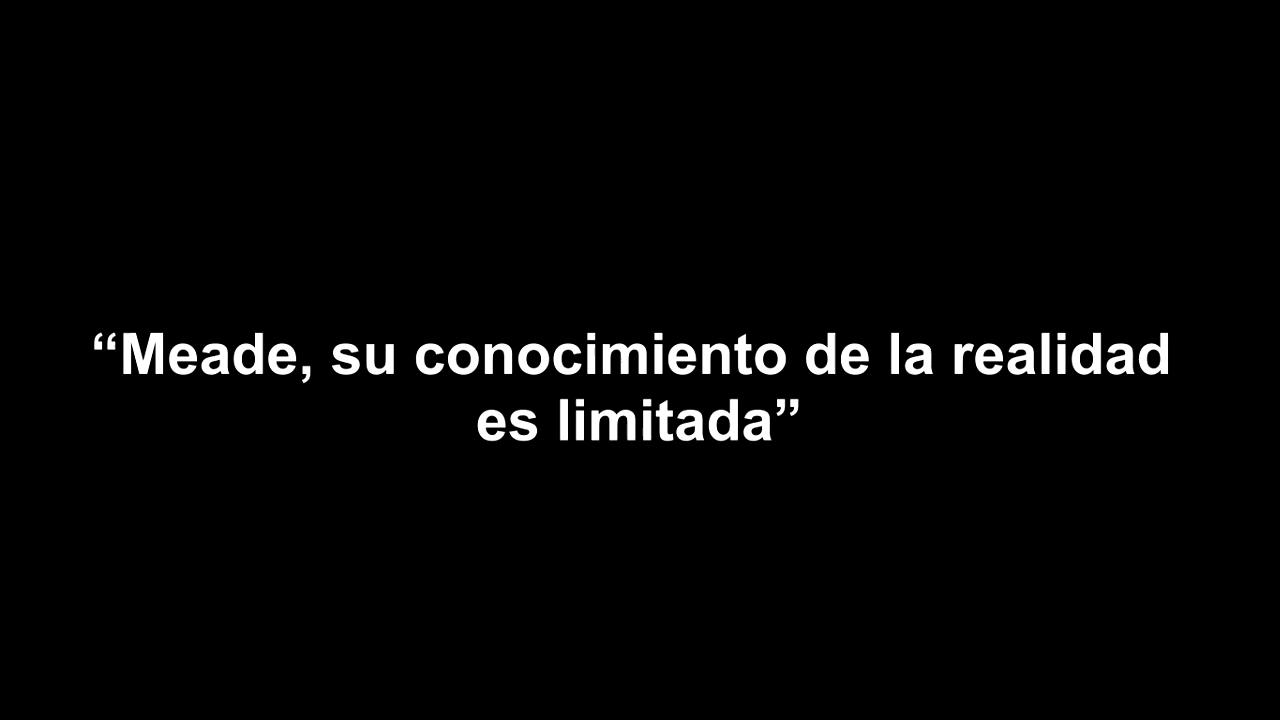 “Meade, su conocimiento de la realidad
es limitada”